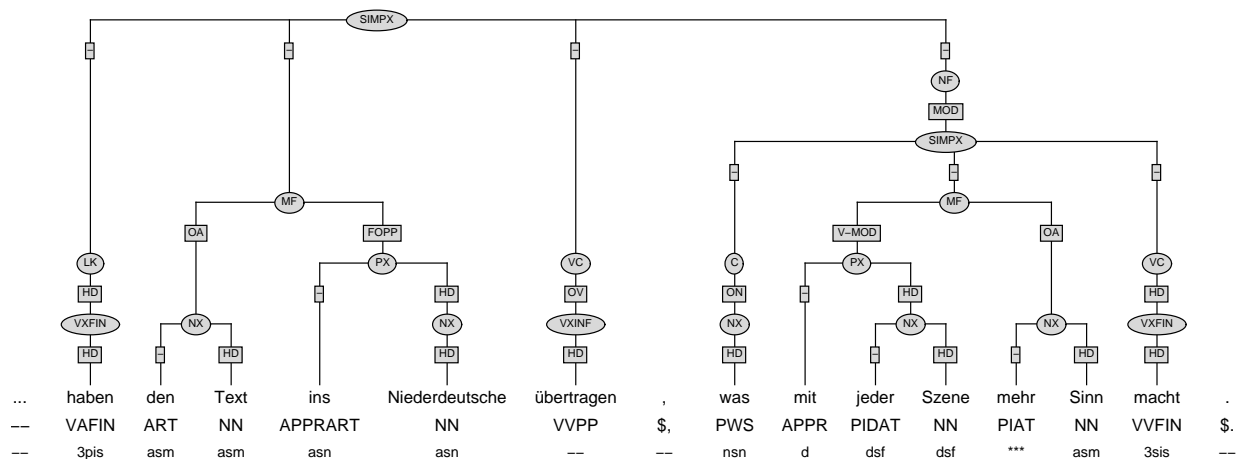 SIMPX
– – – –
NF
MOD
SIMPX
– – –
MF MF
OA FOPP V–MOD OA
LK PX VC C PX VC
HD – HD OV ON – HD HD
VXFIN NX NX VXINF NX NX NX VXFIN
HD – HD HD HD HD – HD – HD HD
... haben den Text ins Niederdeutsche übertragen , was mit jeder Szene mehr Sinn macht .
–– VAFIN ART NN APPRART NN VVPP $, PWS APPR PIDAT NN PIAT NN VVFIN $.
–– 3pis asm asm asn asn –– –– nsn d dsf dsf *** asm 3sis ––